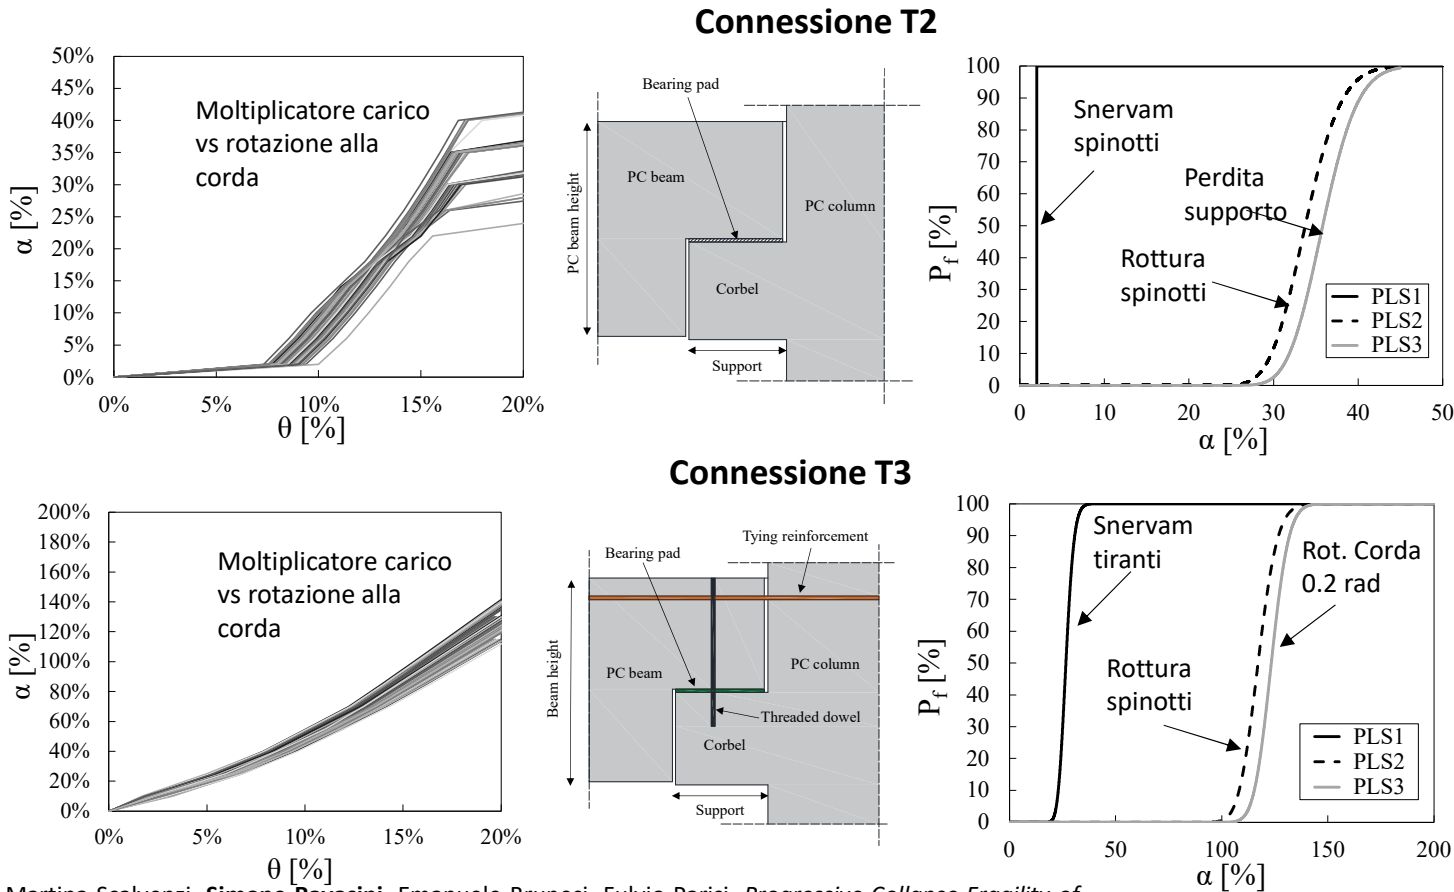 Connessione T2
50%
45%
40%
35%
30%
25%
20%
15%
10%
5%
0%
α [%]
Moltiplicatore carico
vs rotazione alla
corda
0% 5% 10% 15% 20%
θ [%]
Bearing pad
PC beam height
PC beam
PC column
Corbel
Support
100
90
80
70
60
50
40
30
20
10
0
Pf [%]
Snervam
spinotti
Perdita
supporto
Rottura
spinotti
PLS1
PLS2
PLS3
0 10 20 30 40 50
α [%]
Connessione T3
200%
180%
160%
140%
120%
100%
80%
60%
40%
20%
0%
α [%]
Moltiplicatore carico
vs rotazione alla
corda
0% 5% 10% 15% 20%
θ [%]
Tying reinforcement
Bearing pad
Beam height
PC beam
PC column
Threaded dowel
Corbel
Support
100
90
80
70
60
50
40
30
20
10
0
Pf [%]
Snervam
tiranti
Rot. Corda
0.2 rad
Rottura
spinotti
PLS1
PLS2
PLS3
0 50 100 150 200
α [%]
Simone Ravasini, Emanuele Brunesi, Fulvio Parisi, Progressive Collapse Fragility of